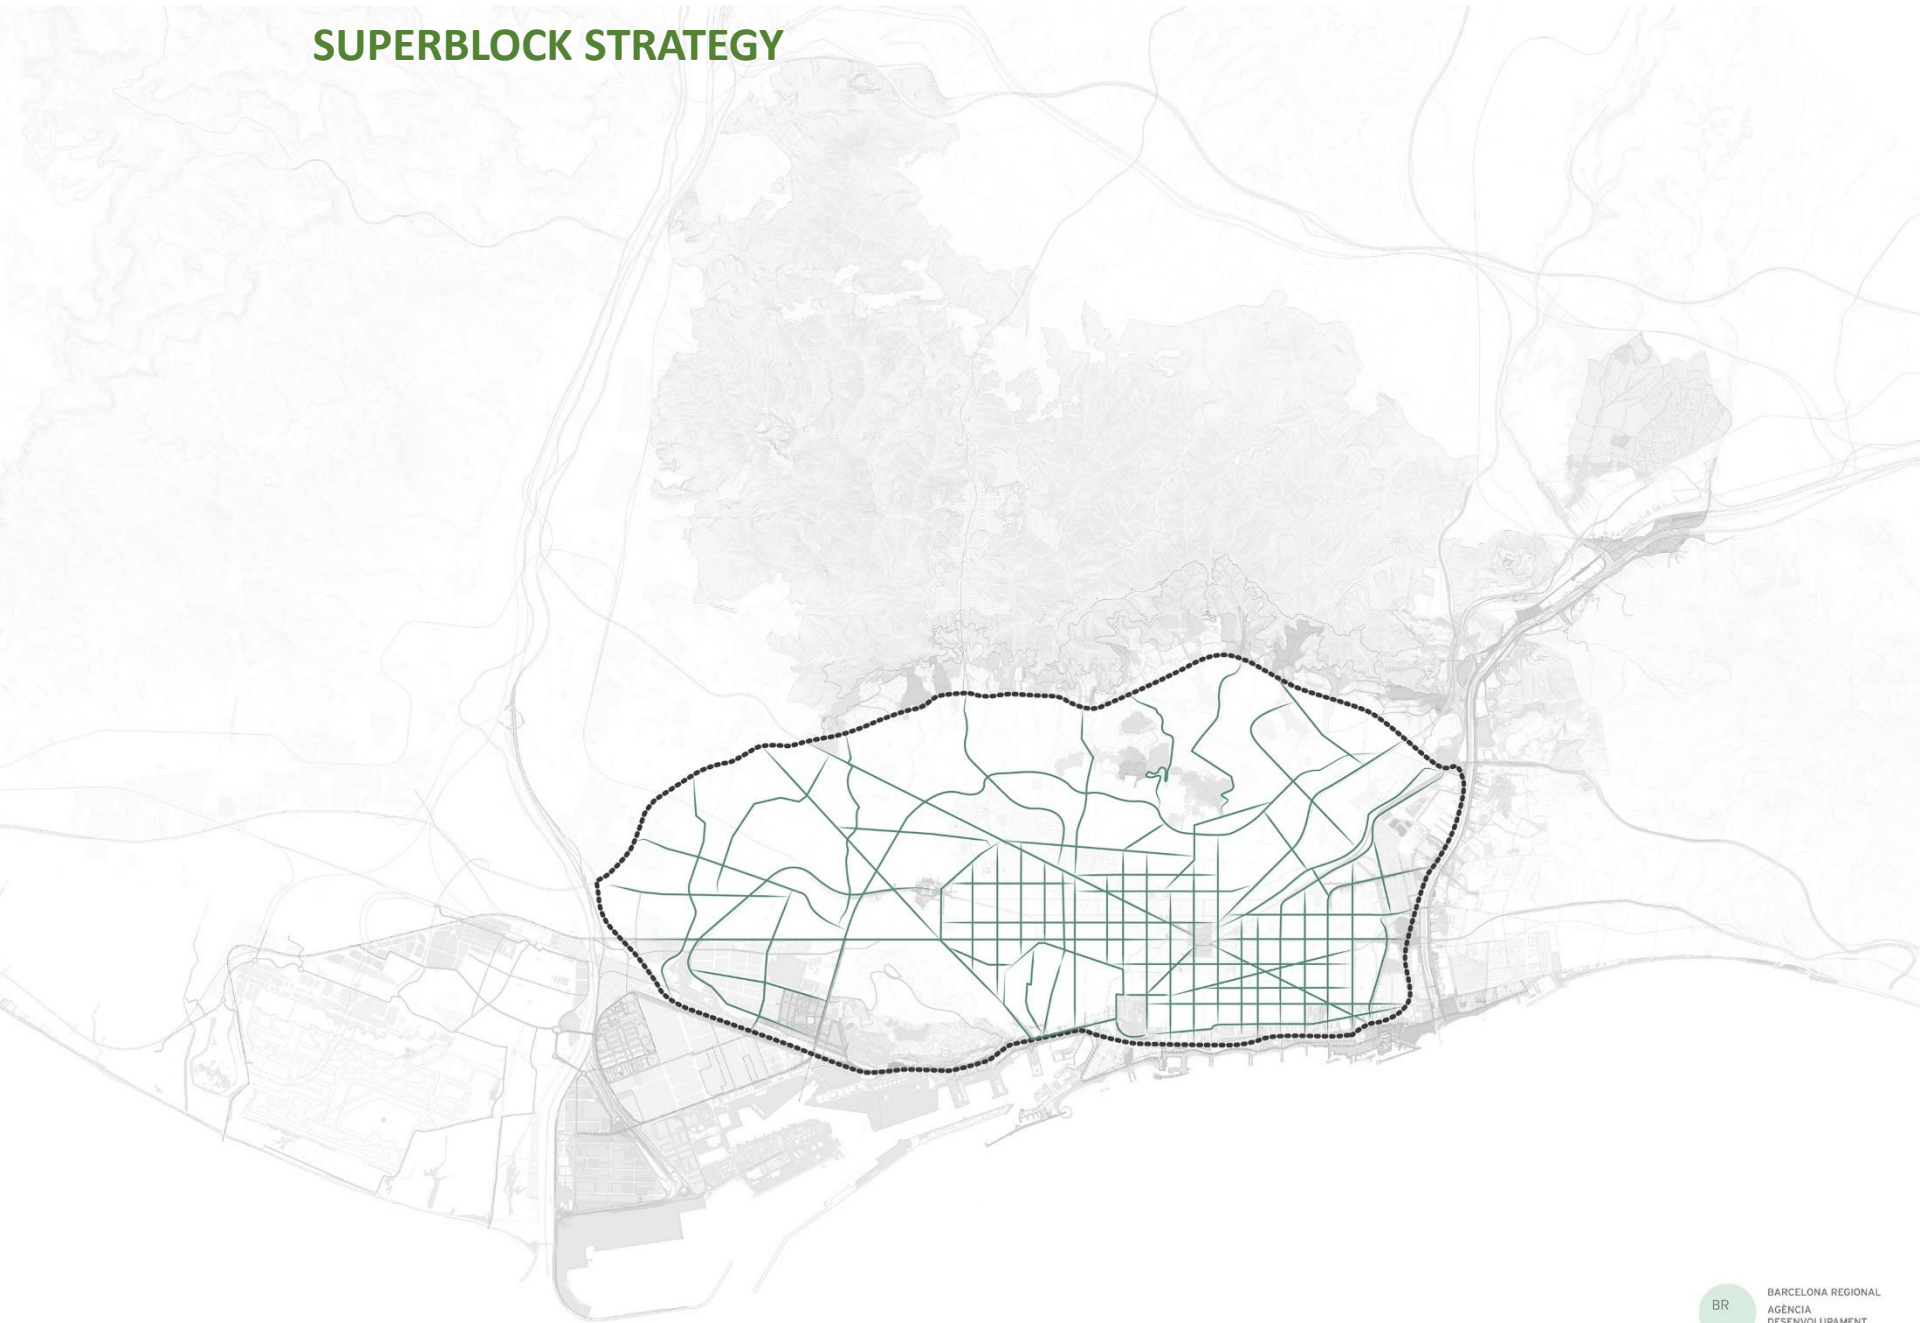 SUPERBLOCK STRATEGY
BR
BARCELONA REGIONAL
AGÈNCIA
DESENVOLUPAMENT